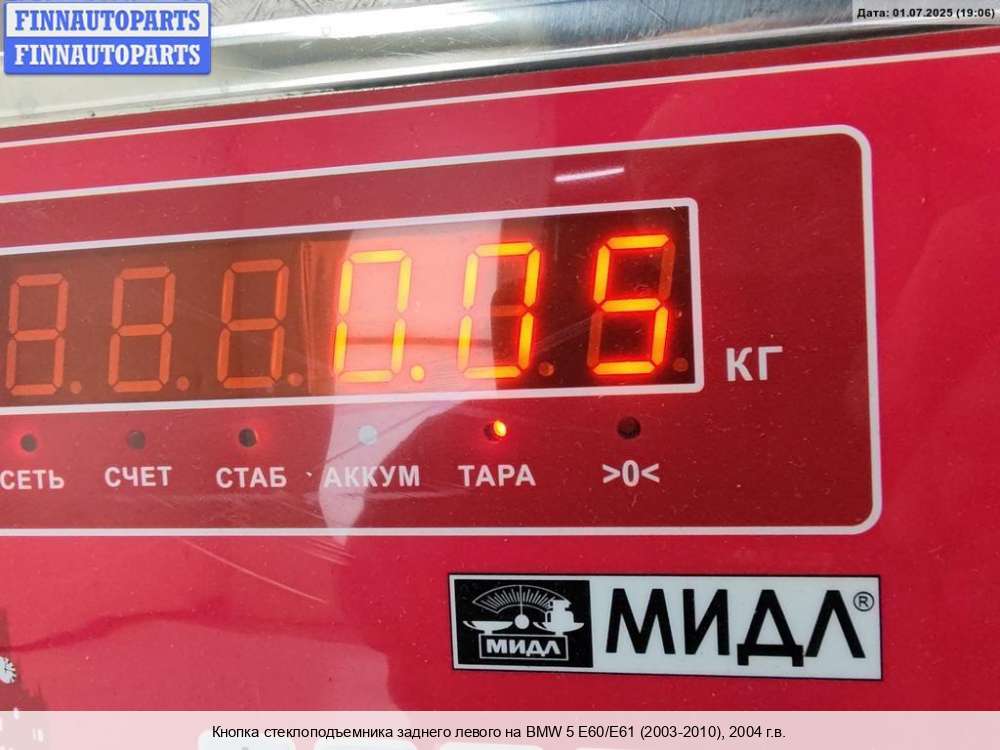 FINNAUTOPARTS
FINNAUTOPARTS
Дата: 01.07.2025 (19:06)
0.05
кг
СЕТЬ СЧЕТ СТАБ АККУМ ТАРА >0<
МИДЛ МИДЛ®
Кнопка стеклоподъемника заднего левого на BMW 5 E60/E61 (2003-2010), 2004 г.в.